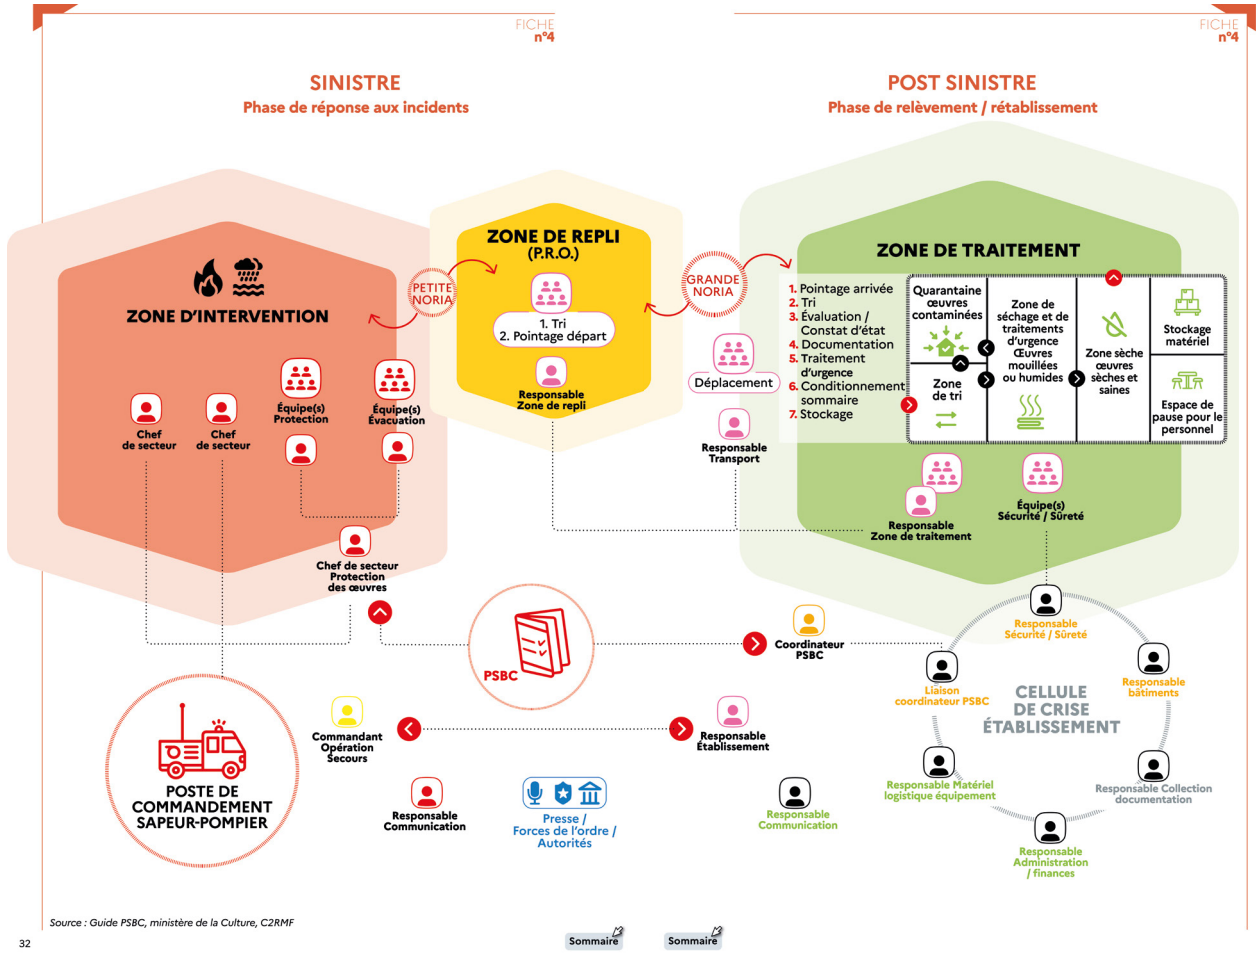 FICHE
n°4
FICHE
n°4
SINISTRE
Phase de réponse aux incidents
POST SINISTRE
Phase de relèvement / rétablissement
ZONE D'INTERVENTION
Chef
de secteur
Chef
de secteur
Équipe(s)
Protection
Équipe(s)
Évacuation
Chef de secteur
Protection
des œuvres
PETITE
NORIA
ZONE DE REPLI
(P.R.O.)
1. Tri
2. Pointage départ
Responsable
Zone de repli
GRANDE
NORIA
Déplacement
Responsable
Transport
ZONE DE TRAITEMENT
1. Pointage arrivée
2. Tri
3. Évaluation /
Constat d'état
4. Documentation
5. Traitement
d'urgence
6. Conditionnement
sommaire
7. Stockage
Quarantaine
œuvres
contaminées
Zone
de tri
Zone de
séchage et de
traitements
d'urgence
Œuvres
mouillées
ou humides
Zone sèche
œuvres
sèches et
saines
Stockage
matériel
Espace de
pause pour le
personnel
Responsable
Zone de traitement
Équipe(s)
Sécurité / Sûreté
PSBC
Coordinateur
PSBC
Commandant
Opération
Secours
Responsable
Établissement
POSTE DE
COMMANDEMENT
SAPEUR-POMPIER
Responsable
Communication
Presse /
Forces de l'ordre /
Autorités
Responsable
Communication
CELLULE
DE CRISE
ÉTABLISSEMENT
Responsable
Sécurité / Sûreté
Liaison
coordinateur PSBC
Responsable
bâtiments
Responsable Matériel
logistique équipement
Responsable Collection
documentation
Responsable
Administration
/ finances
Source : Guide PSBC, ministère de la Culture, C2RMF
32
Sommaire
Sommaire